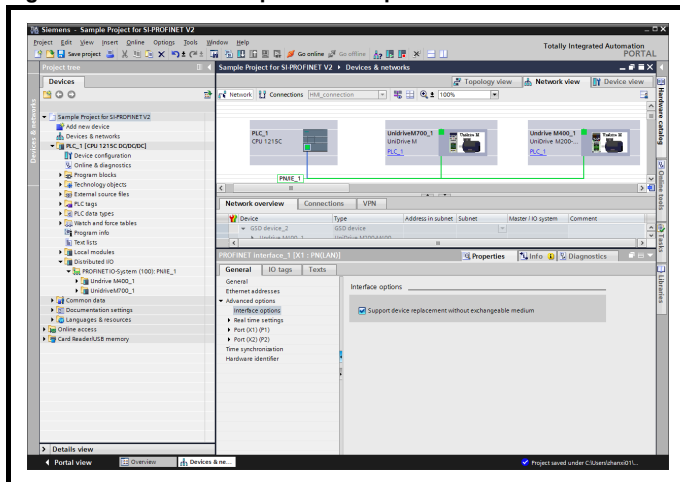 Siemens - Sample Project for SI-PROFINET V2
Project Edit View Insert Online Options Tools Window Help
Totally Integrated Automation
PORTAL
Save project
Go online
Go offline
Project tree
Sample Project for SI-PROFINET V2 Devices & networks
Devices
Topology view
Network view
Device view
Network
Connections
HMI_connection
100%
Sample Project for SI-PROFINET V2
Add new device
Devices & networks
PLC_1 [CPU 1215C DC/DC/DC]
Device configuration
Online & diagnostics
Program blocks
Technology objects
External source files
PLC tags
PLC data types
Watch and force tables
Program info
Text lists
Local modules
Distributed I/O
PROFINET IO-System (100): PN/IE_1
Undrive M400_1
UnidriveM700_1
Common data
Documentation settings
Languages & resources
Online access
Card Reader/USB memory
PLC_1
CPU 1215C
UnidriveM700_1
UniDrive M
PLC_1
Undrive M400_1
UniDrive M200-...
PLC_1
PN/IE_1
Network overview
Connections
VPN
Device
Type
Address in subnet
Subnet
Master / IO system
Comment
GSD device_2
GSD device
PROFINET interface_1 [X1 : PN(LAN)]
Properties
Info
Diagnostics
General
IO tags
Texts
General
Ethernet addresses
Advanced options
Interface options
Real time settings
Port (X1) (P1)
Port (X2) (P2)
Time synchronization
Hardware identifier
Interface options
Support device replacement without exchangeable medium
Hardware catalog
Online tools
Tasks
Libraries
Devices & networks
Details view
Portal view
Overview
Devices & ne...
Project saved under C:\Users\zhanxi01\...